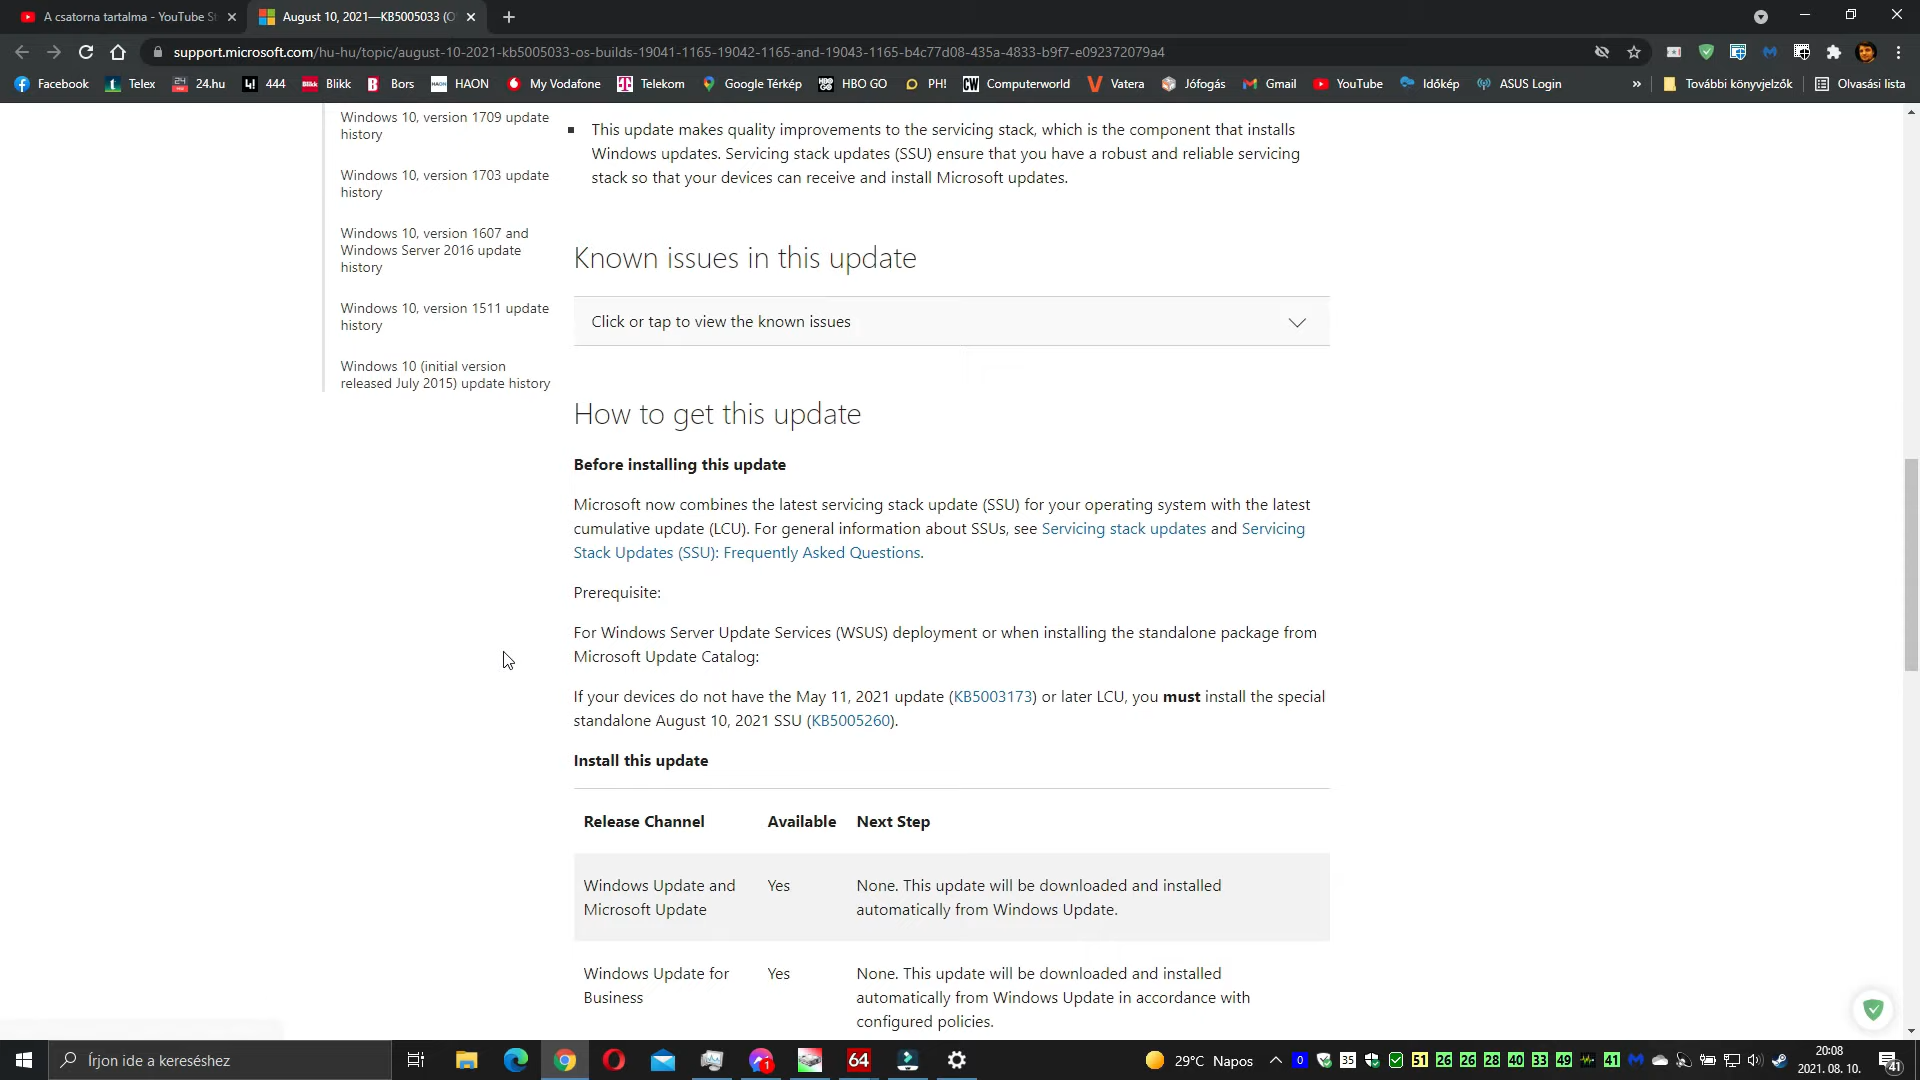 A csatorna tartalma - YouTube St
August 10, 2021—KB5005033 (O
support.microsoft.com/hu-hu/topic/august-10-2021-kb5005033-os-builds-19041-1165-19042-1165-and-19043-1165-b4c77d08-435a-4833-b9f7-e092372079a4
Facebook Telex 24.hu 444 Blikk Bors HAON My Vodafone Telekom Google Térkép HBO GO PH! Computerworld Vatera Jófogás Gmail YouTube Időkép ASUS Login » További könyvjelzők Olvasási lista
Windows 10, version 1709 update
history
Windows 10, version 1703 update
history
Windows 10, version 1607 and
Windows Server 2016 update
history
Windows 10, version 1511 update
history
Windows 10 (initial version
released July 2015) update history
This update makes quality improvements to the servicing stack, which is the component that installs
Windows updates. Servicing stack updates (SSU) ensure that you have a robust and reliable servicing
stack so that your devices can receive and install Microsoft updates.
Known issues in this update
Click or tap to view the known issues
How to get this update
Before installing this update
Microsoft now combines the latest servicing stack update (SSU) for your operating system with the latest
cumulative update (LCU). For general information about SSUs, see Servicing stack updates and Servicing
Stack Updates (SSU): Frequently Asked Questions.
Prerequisite:
For Windows Server Update Services (WSUS) deployment or when installing the standalone package from
Microsoft Update Catalog:
If your devices do not have the May 11, 2021 update (KB5003173) or later LCU, you must install the special
standalone August 10, 2021 SSU (KB5005260).
Install this update
Release Channel Available Next Step
Windows Update and Yes None. This update will be downloaded and installed
Microsoft Update automatically from Windows Update.
Windows Update for Yes None. This update will be downloaded and installed
Business automatically from Windows Update in accordance with
configured policies.
Írjon ide a kereséshez
64
29°C Napos
0 35 51 26 26 28 40 33 49 41
20:08
2021. 08. 10.
41